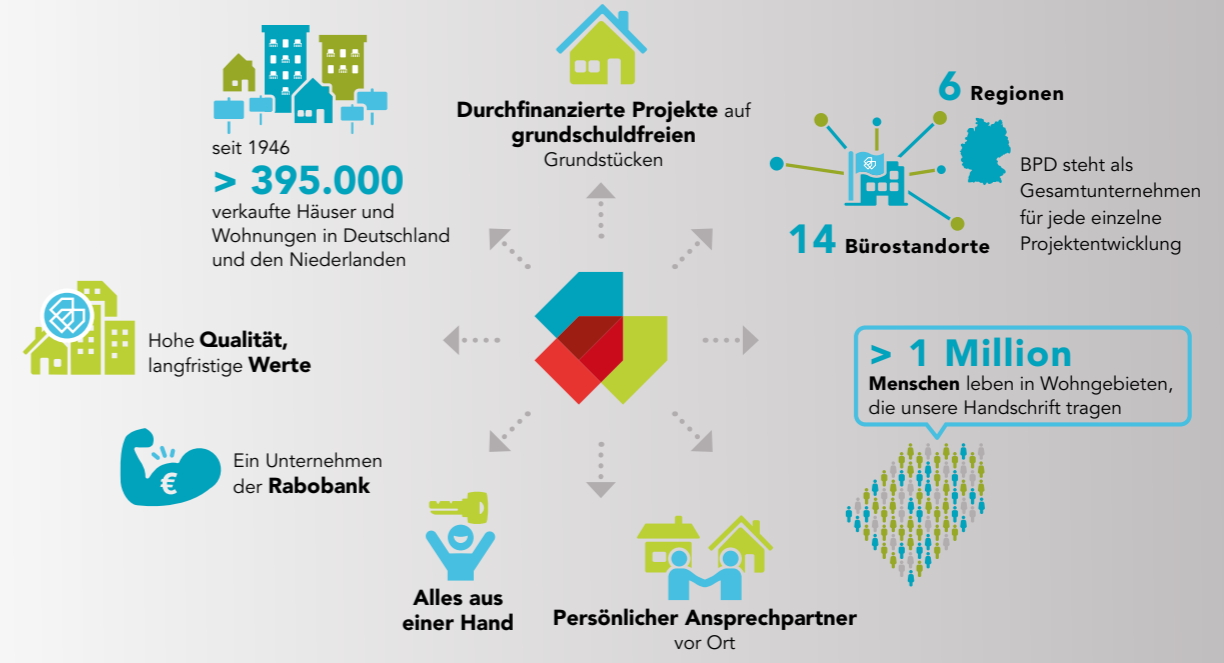 seit 1946
> 395.000
verkaufte Häuser und
Wohnungen in Deutschland
und den Niederlanden
Durchfinanzierte Projekte auf
grundschuldfreien
Grundstücken
6 Regionen
BPD steht als
Gesamtunternehmen
für jede einzelne
Projektentwicklung
14 Bürostandorte
Hohe Qualität,
langfristige Werte
> 1 Million
Menschen leben in Wohngebieten,
die unsere Handschrift tragen
€
Ein Unternehmen
der Rabobank
Alles aus
einer Hand
Persönlicher Ansprechpartner
vor Ort